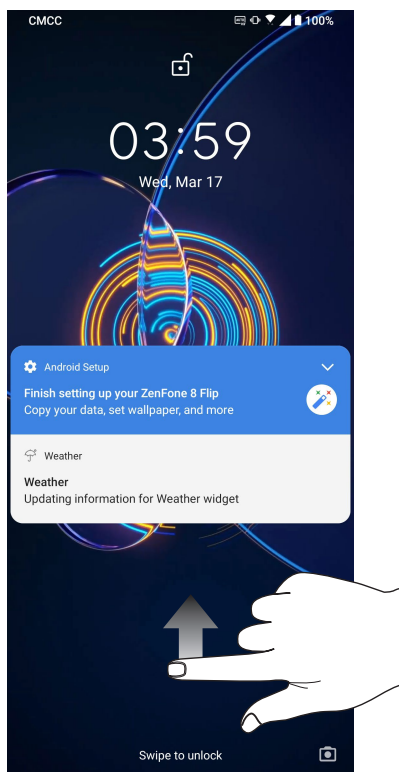 CMCC 100%
03:59
Wed, Mar 17
Android Setup
Finish setting up your ZenFone 8 Flip
Copy your data, set wallpaper, and more
Weather
Weather
Updating information for Weather widget
Swipe to unlock